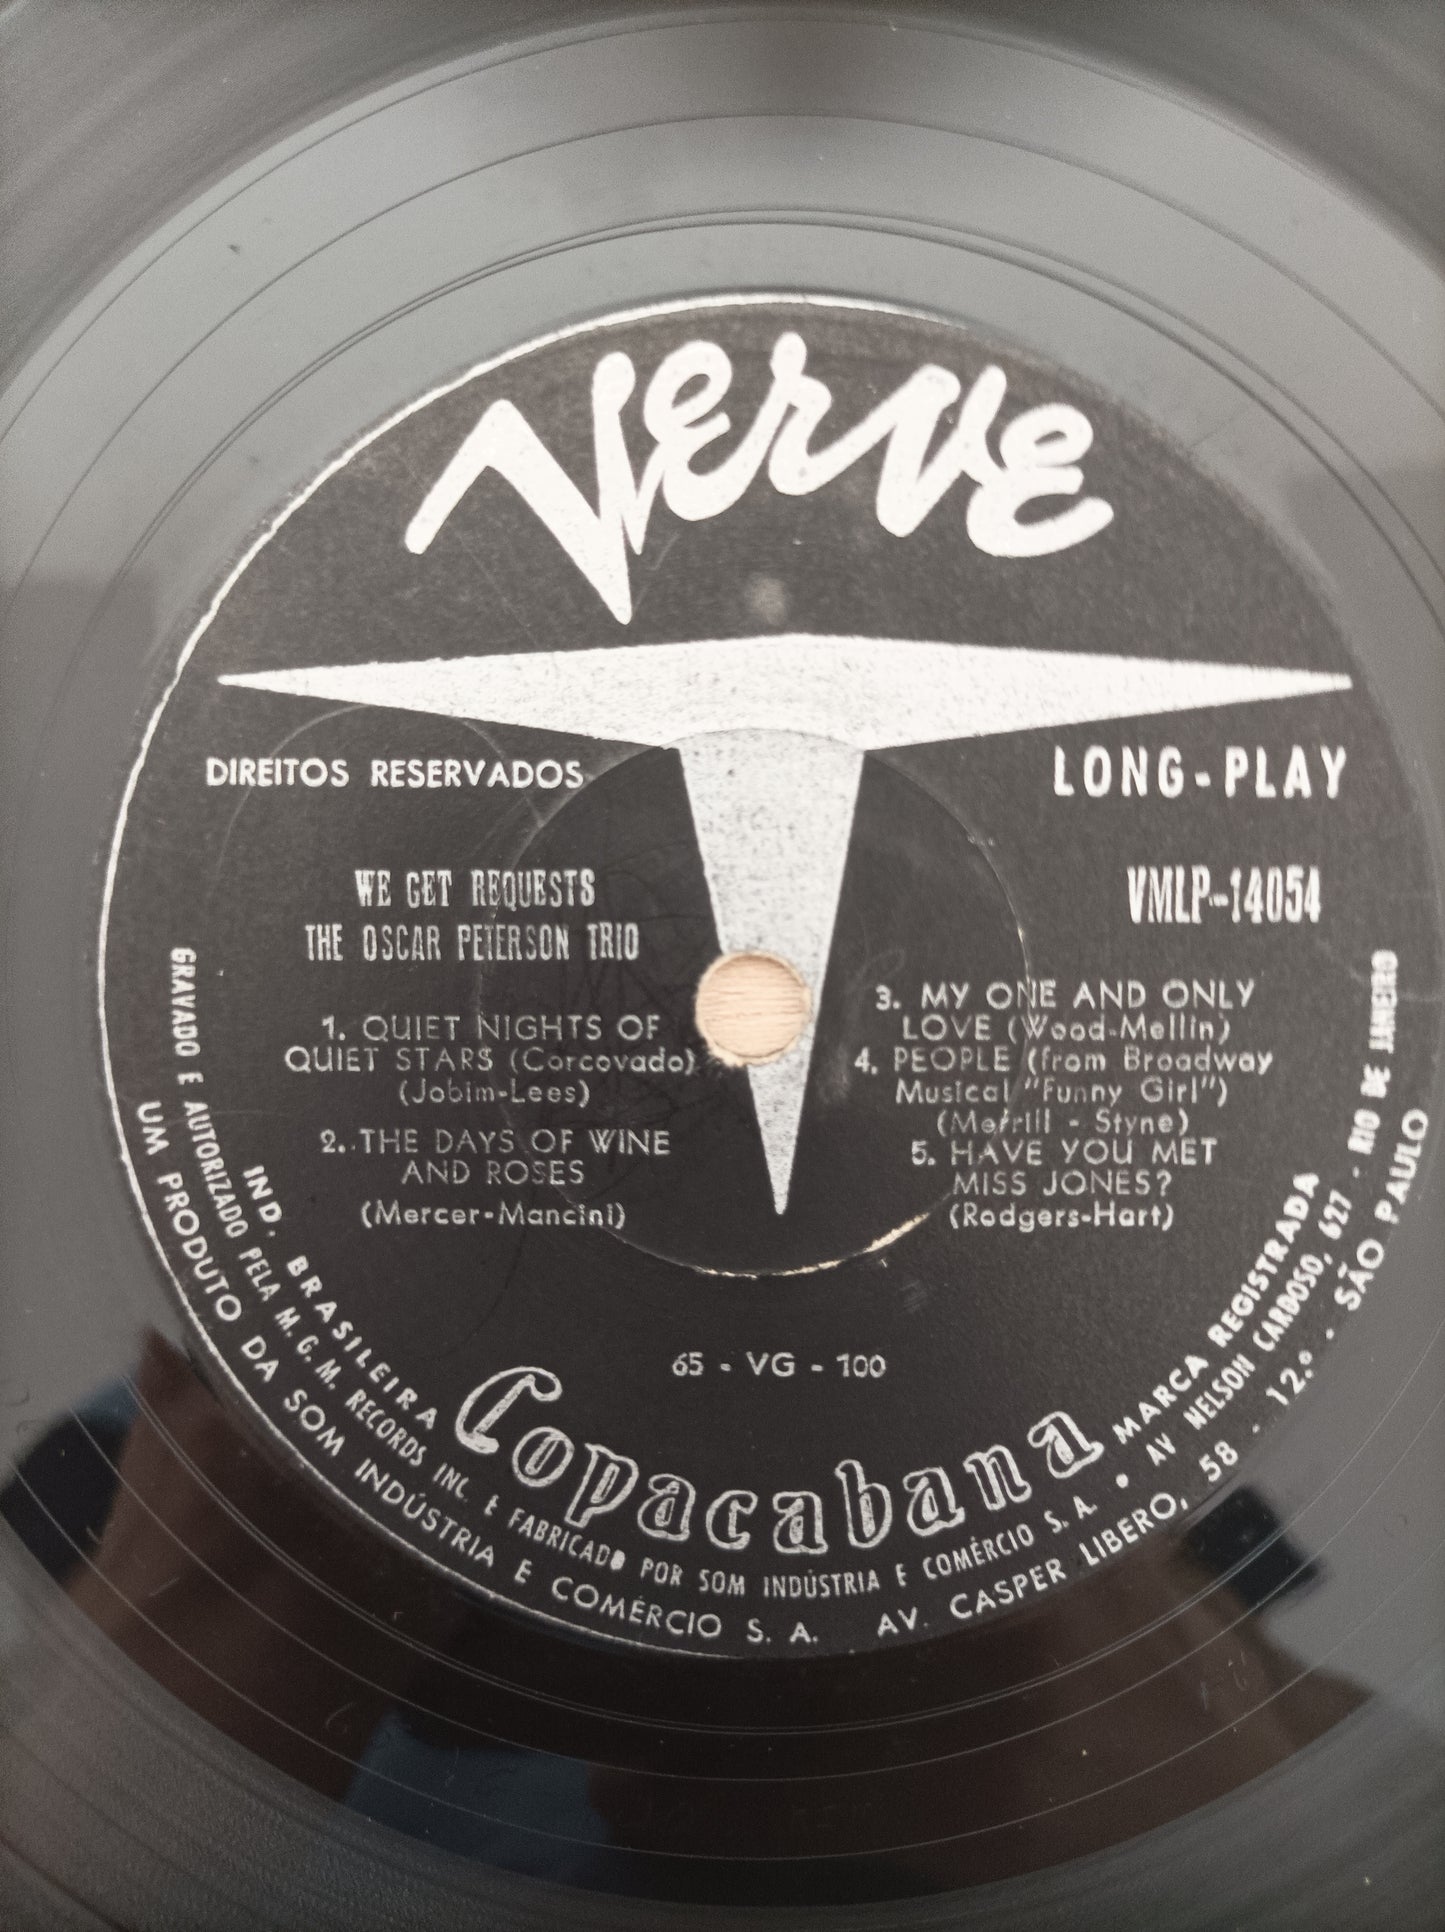 Verve
DIREITOS RESERVADOS
LONG-PLAY
WE GET REQUESTS
THE OSCAR PETERSON TRIO
VMLP-14054
1. QUIET NIGHTS OF
QUIET STARS (Corcovado)
(Jobim-Lees)
2. THE DAYS OF WINE
AND ROSES
(Mercer-Mancini)
3. MY ONE AND ONLY
LOVE (Wood-Mellin)
4. PEOPLE (from Broadway
Musical "Funny Girl")
(Merrill - Styne)
5. HAVE YOU MET
MISS JONES?
(Rodgers-Hart)
65 - VG - 100
IND. BRASILEIRA Copacabana MARCA REGISTRADA
GRAVADO E AUTORIZADO PELA M. G. M. RECORDS INC. E FABRICADO POR SOM INDÚSTRIA E COMÉRCIO S. A. • AV NELSON CARDOSO, 627 - RIO DE JANEIRO
UM PRODUTO DA SOM INDÚSTRIA E COMÉRCIO S. A. AV. CASPER LIBERO, 58 - 12.º - SÃO PAULO